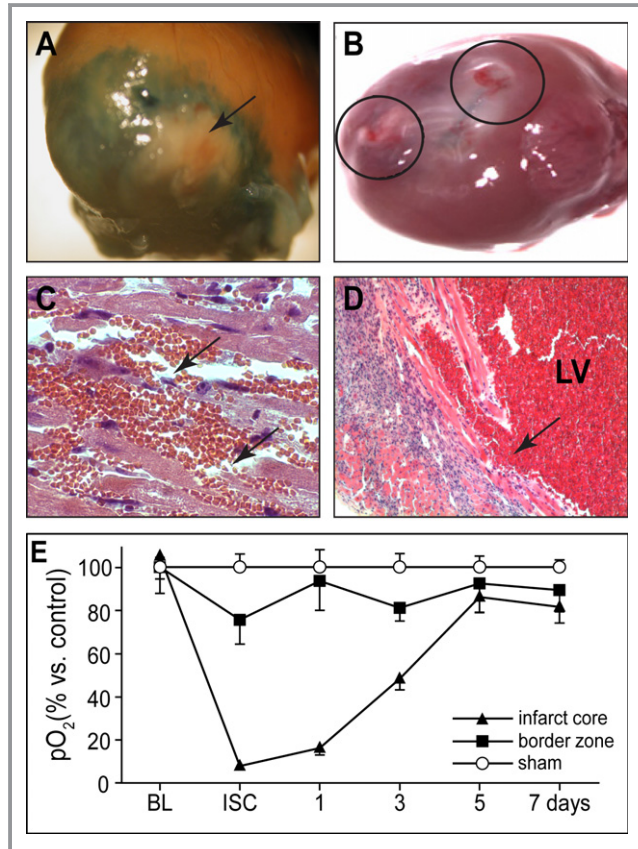 A
B
C
D
LV
E
pO2(% vs. control)
100
80
60
40
20
0
infarct core
border zone
sham
BL ISC 1 3 5 7 days